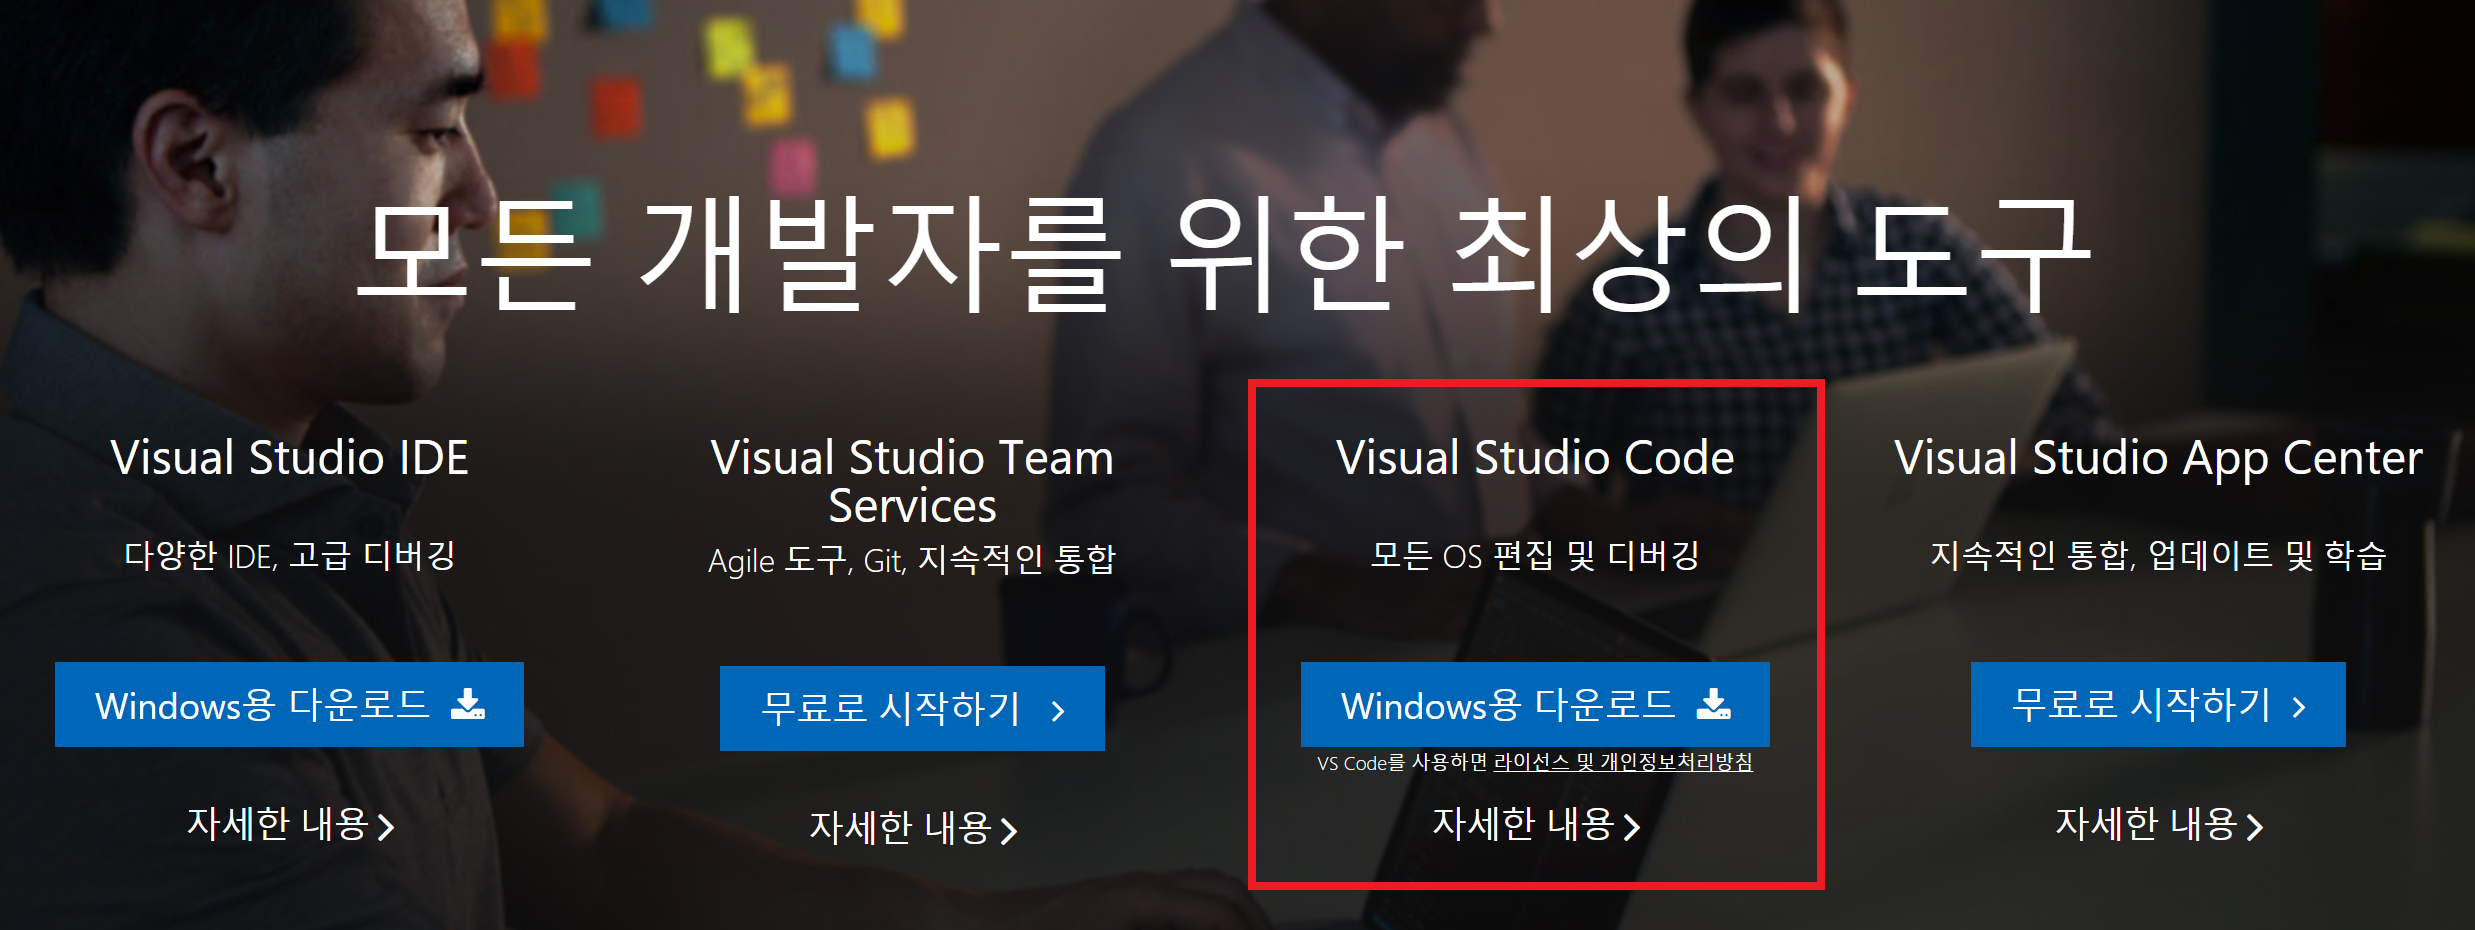 모든 개발자를 위한 최상의 도구
Visual Studio IDE
다양한 IDE, 고급 디버깅
Windows용 다운로드
자세한 내용
Visual Studio Team
Services
Agile 도구, Git, 지속적인 통합
무료로 시작하기
자세한 내용
Visual Studio Code
모든 OS 편집 및 디버깅
Windows용 다운로드
VS Code를 사용하면 라이선스 및 개인정보처리방침
자세한 내용
Visual Studio App Center
지속적인 통합, 업데이트 및 학습
무료로 시작하기
자세한 내용